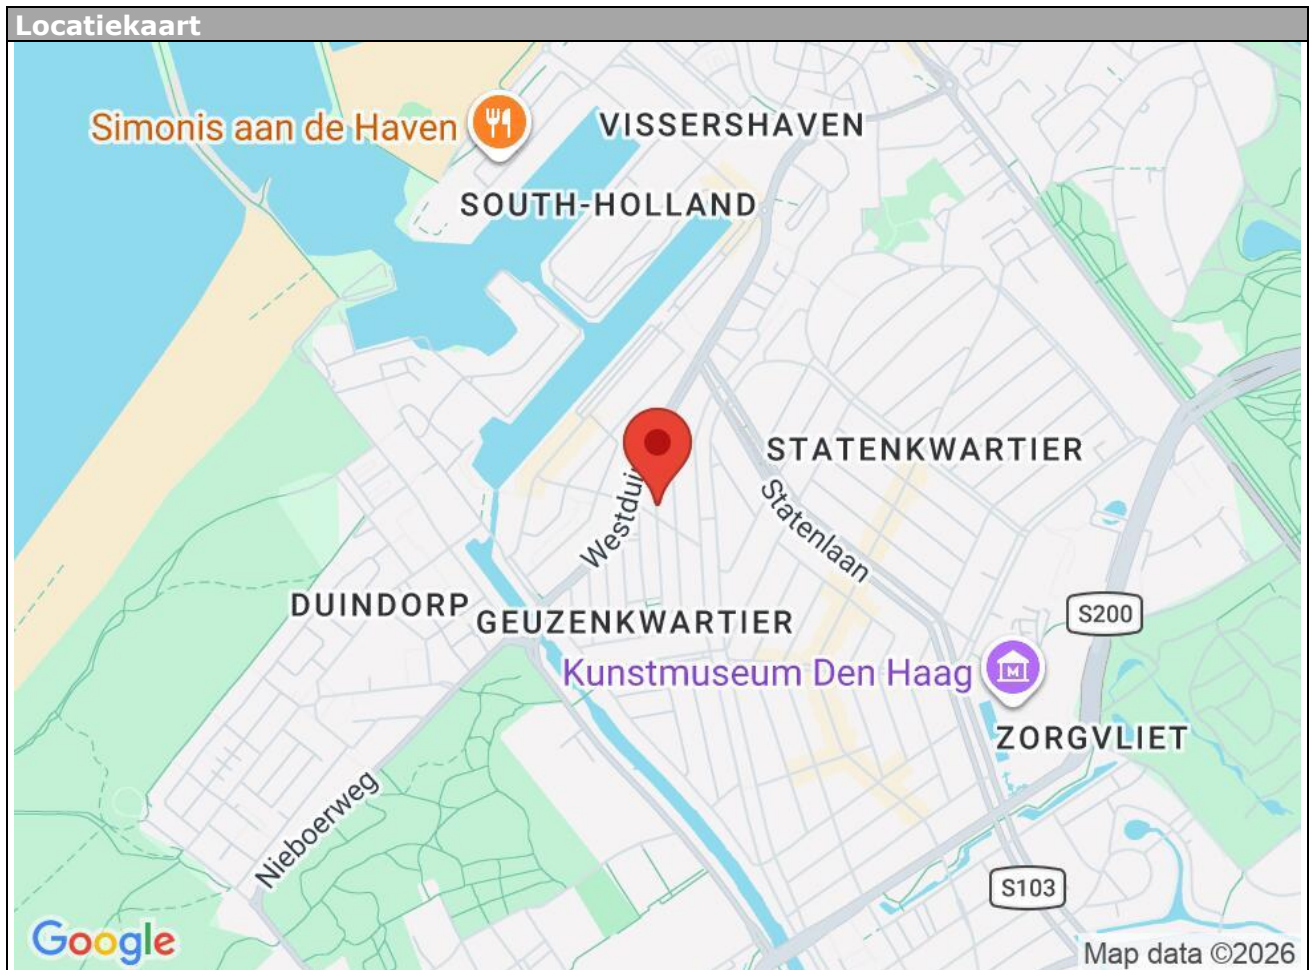 Locatiekaart
Simonis aan de Haven
VISSERSHAVEN
SOUTH-HOLLAND
STATENKWARTIER
Westdui
Statenlaan
DUINDORP
GEUZENKWARTIER
S200
Kunstmuseum Den Haag
M
ZORGVLIET
Nieboerweg
S103
Google
Map data ©2026